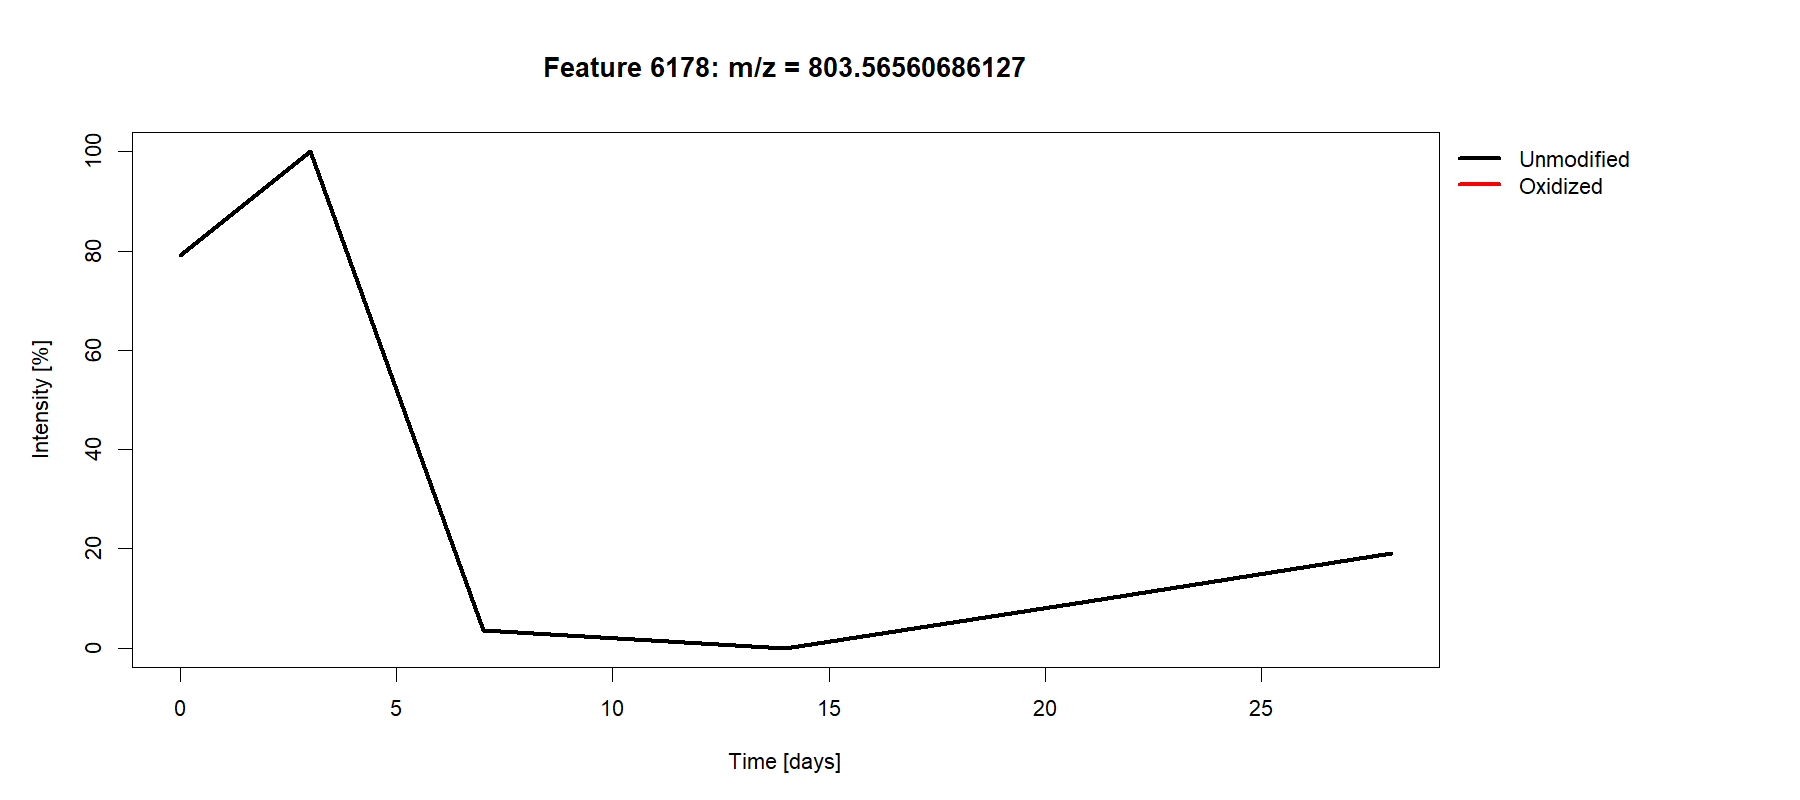 Feature 6178: m/z = 803.56560686127
Unmodified
Oxidized
Intensity [%]
100
80
60
40
20
0
0 5 10 15 20 25
Time [days]